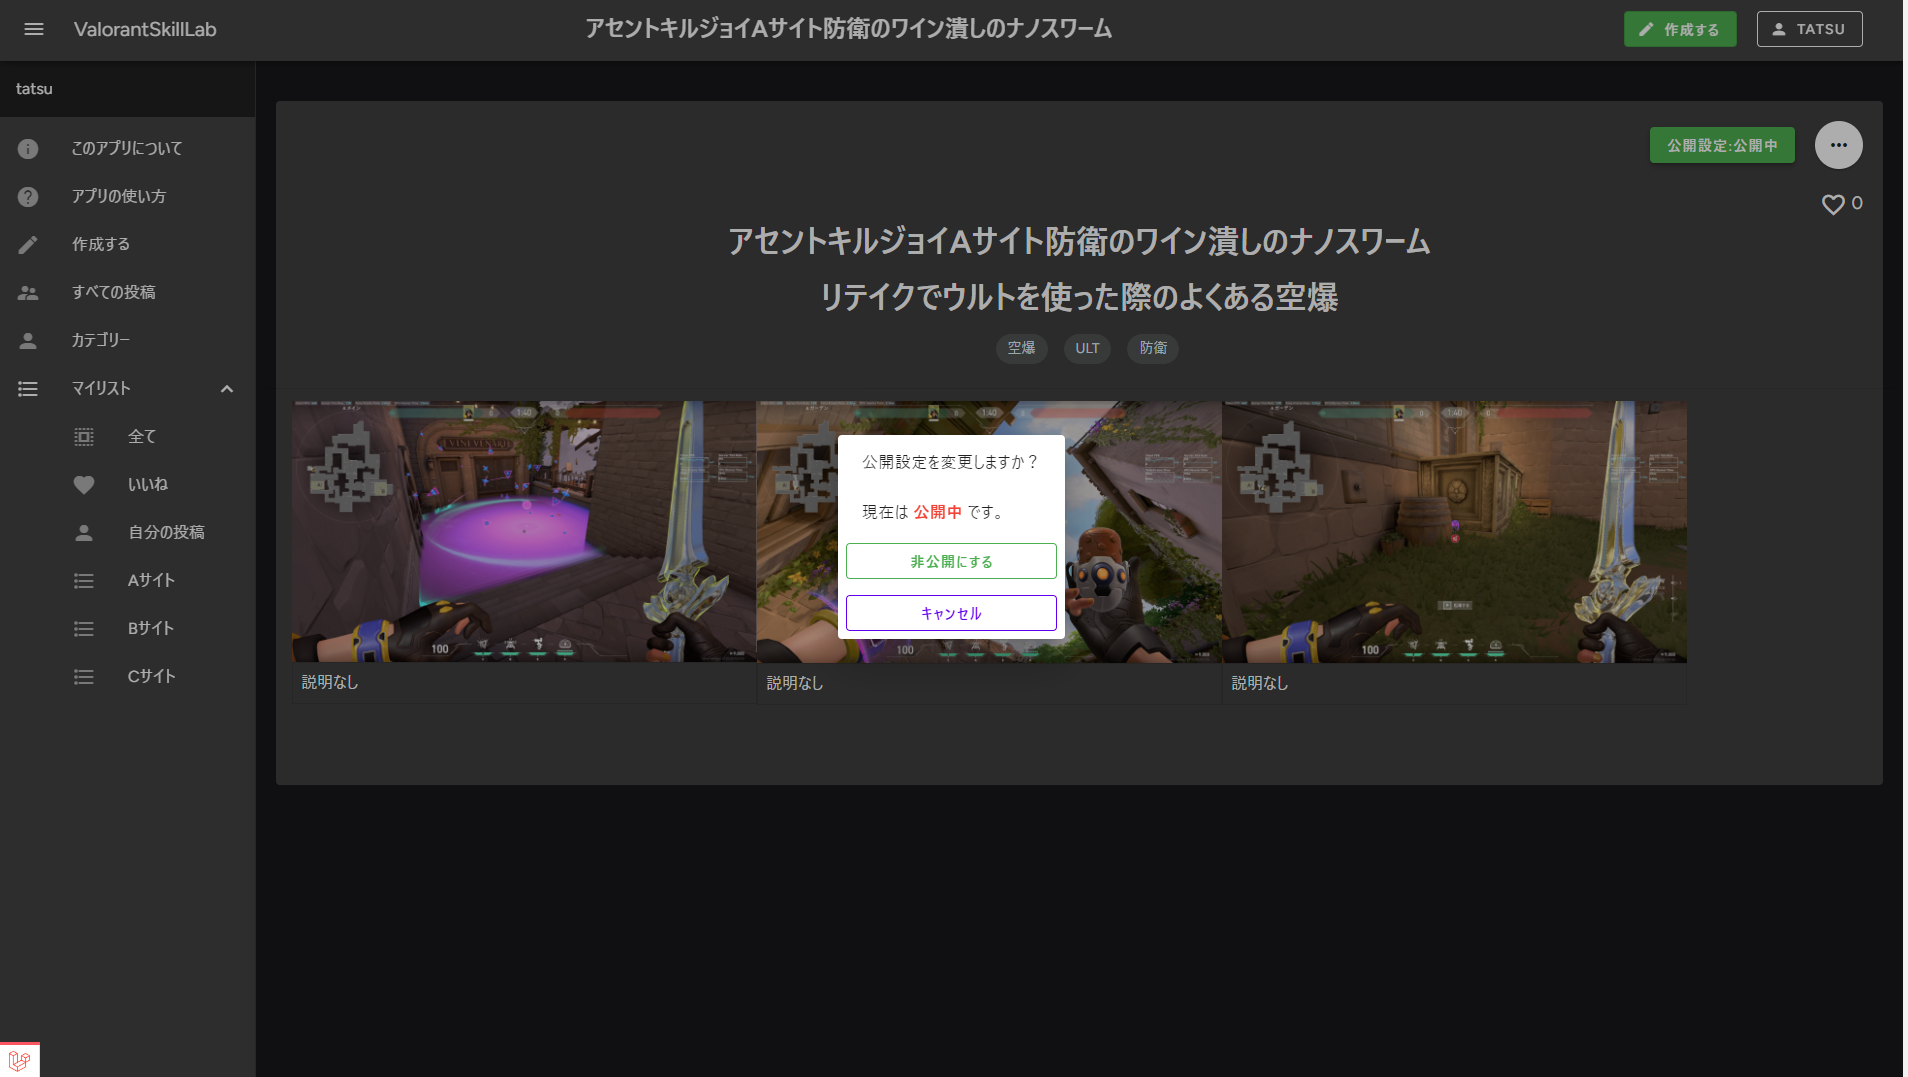 ValorantSkillLab
アセントキルジョイAサイト防衛のワイン潰しのナノスワーム
作成する
TATSU
tatsu
このアプリについて
アプリの使い方
作成する
すべての投稿
カテゴリー
マイリスト
全て
いいね
自分の投稿
Aサイト
Bサイト
Cサイト
公開設定:公開中
0
アセントキルジョイAサイト防衛のワイン潰しのナノスワーム
リテイクでウルトを使った際のよくある空爆
空爆
ULT
防衛
1:40
100
説明なし
1:40
100
説明なし
1:40
100
説明なし
公開設定を変更しますか？
現在は 公開中 です。
非公開にする
キャンセル